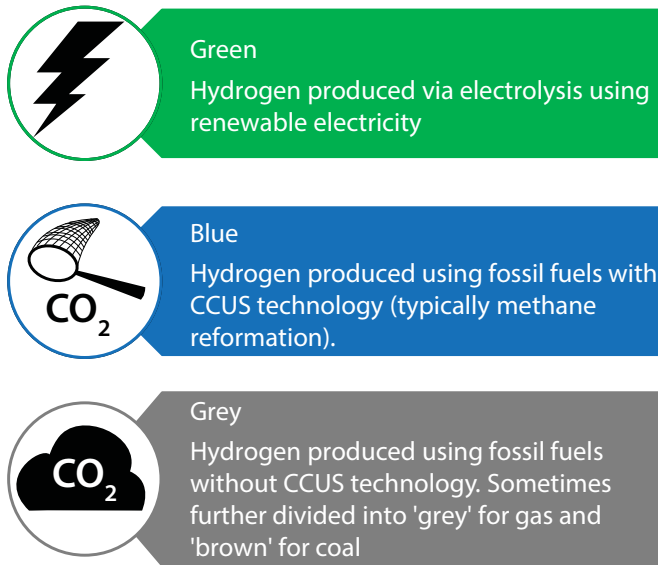 Green
Hydrogen produced via electrolysis using
renewable electricity
Blue
Hydrogen produced using fossil fuels with
CCUS technology (typically methane
reformation).
CO₂
Grey
Hydrogen produced using fossil fuels
without CCUS technology. Sometimes
further divided into 'grey' for gas and
'brown' for coal
CO₂